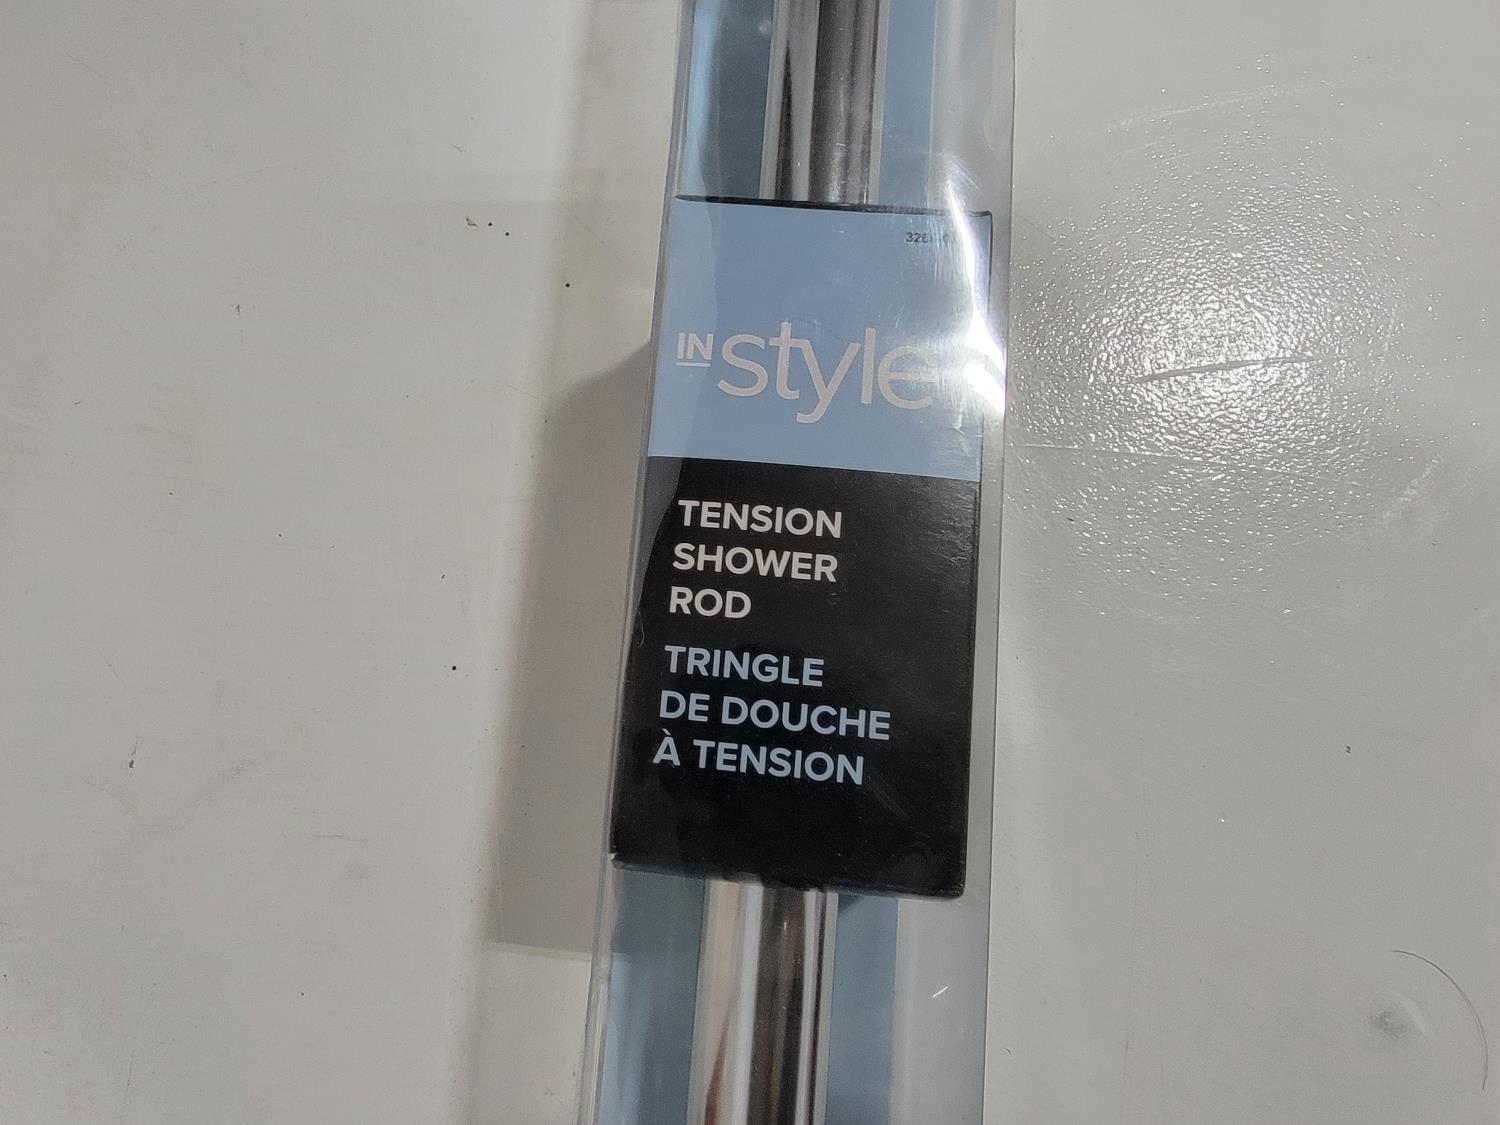 IN style
TENSION
SHOWER
ROD
TRINGLE
DE DOUCHE
À TENSION